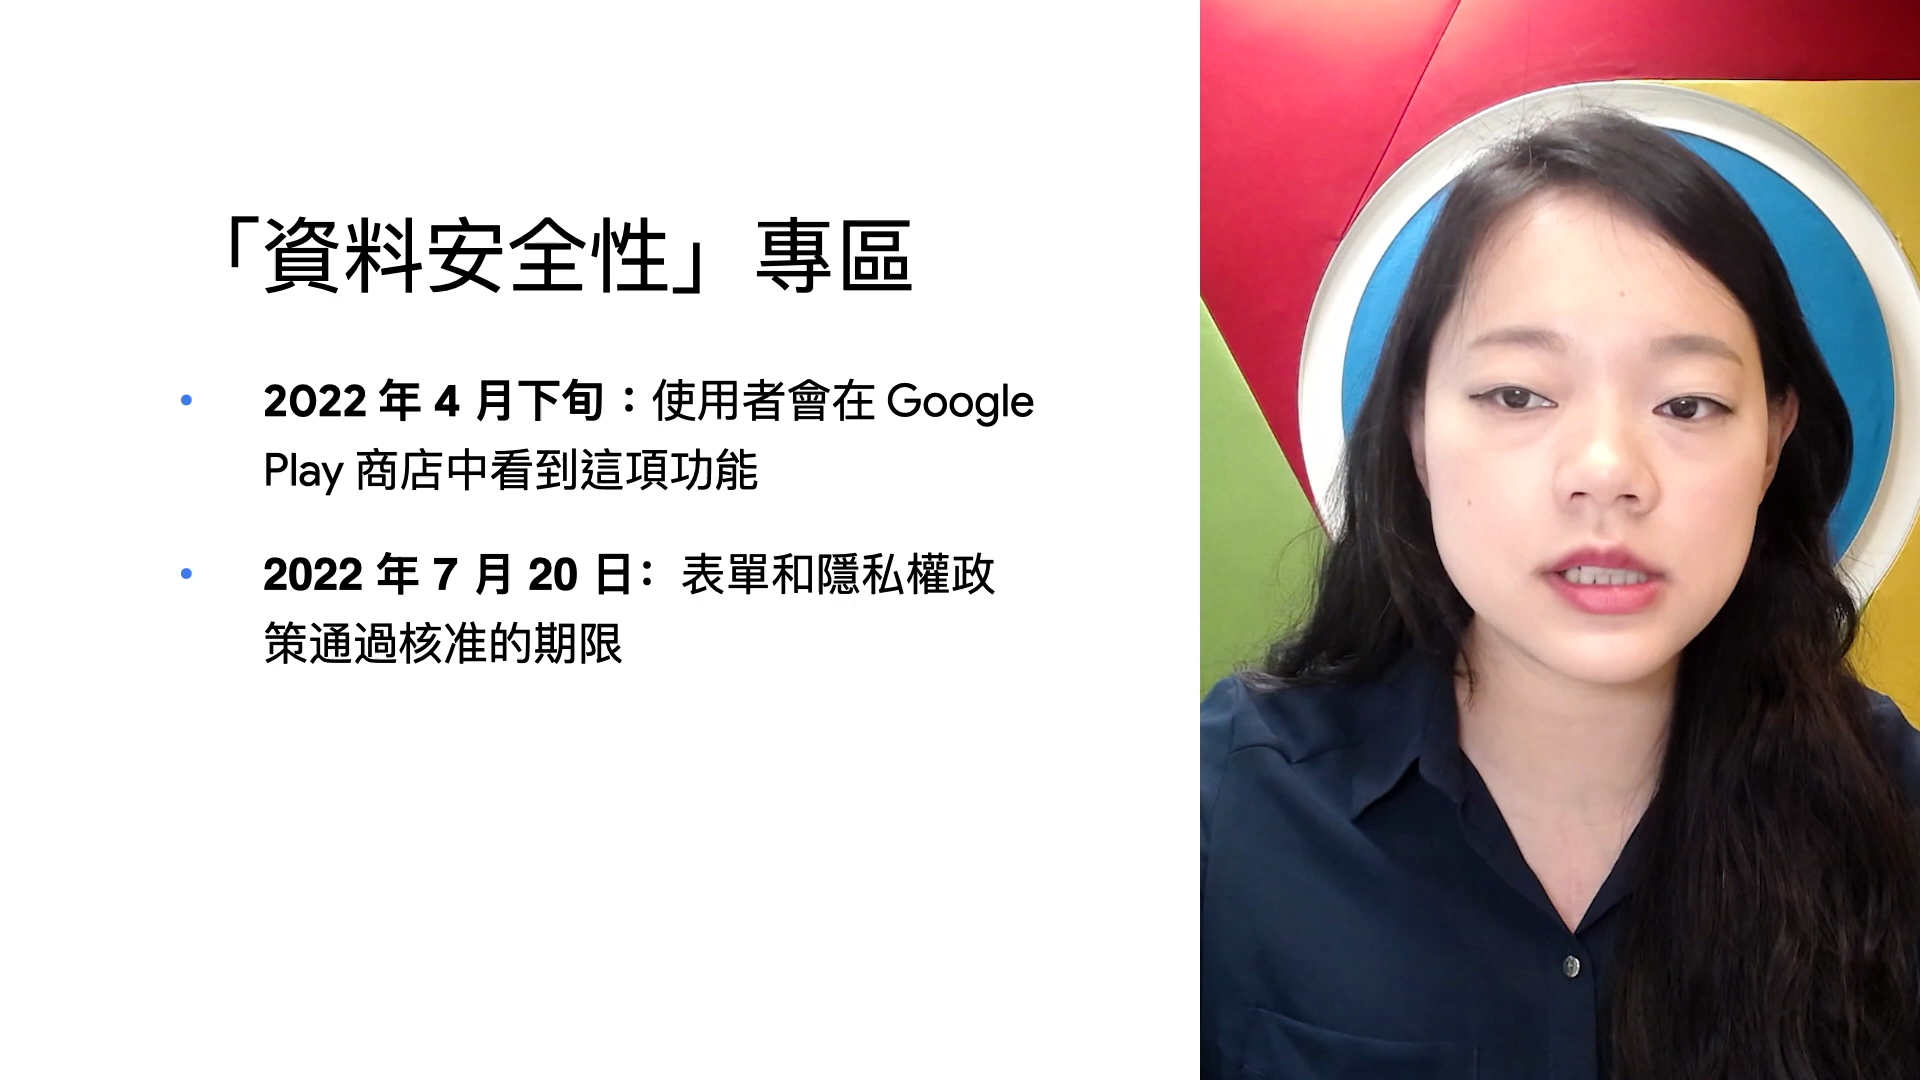 「資料安全性」專區
• 2022 年 4 月下旬：使用者會在 Google
Play 商店中看到這項功能
• 2022 年 7 月 20 日：表單和隱私權政
策通過核准的期限